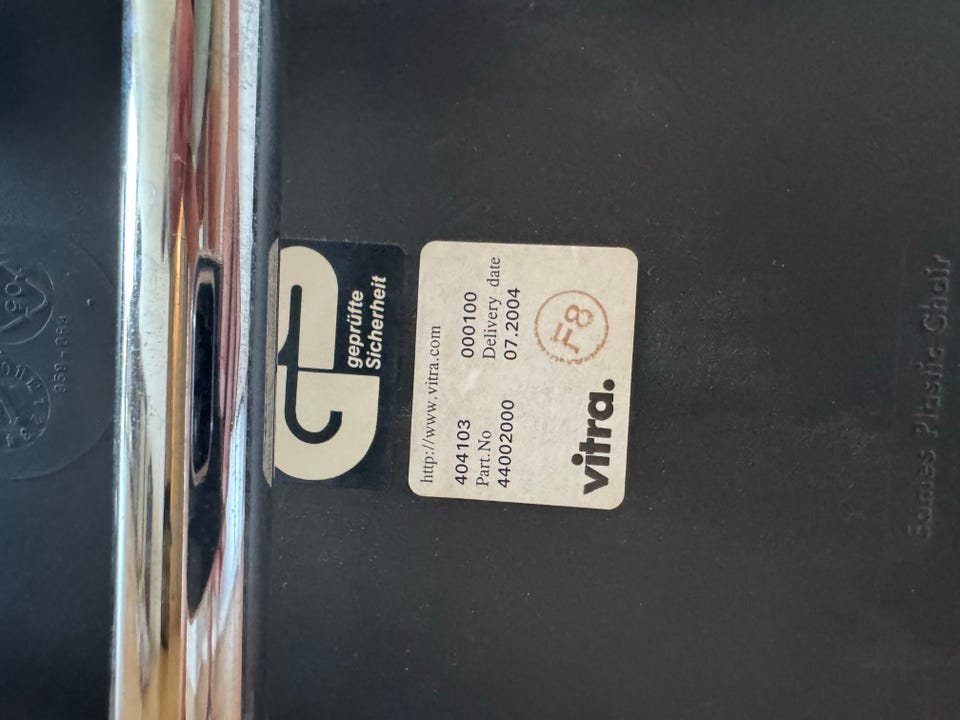 geprüfte
Sicherheit
http://www.vitra.com
404103 000100
Part.No Delivery date
44002000 07.2004
vitra.
F8
Eames Plastic Chair